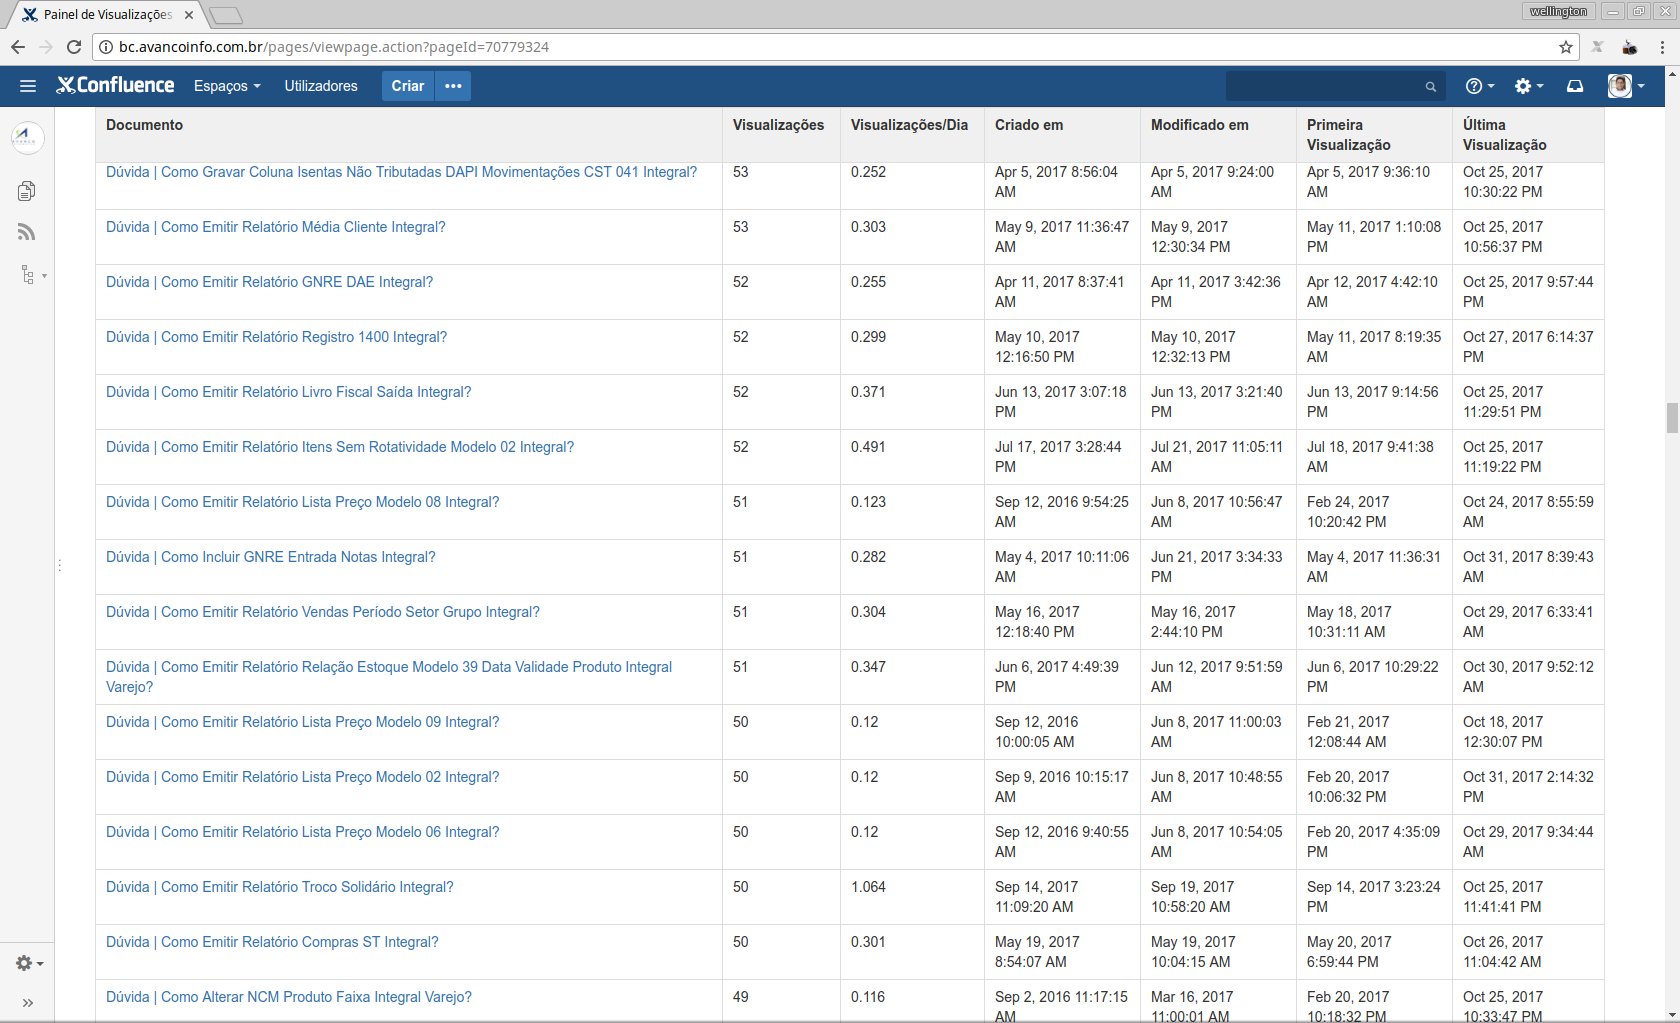 Painel de Visualizações
wellington
bc.avancoinfo.com.br/pages/viewpage.action?pageId=70779324
Confluence Espaços Utilizadores Criar •••
Documento Visualizações Visualizações/Dia Criado em Modificado em Primeira Última
Visualização Visualização
Dúvida | Como Gravar Coluna Isentas Não Tributadas DAPI Movimentações CST 041 Integral? 53 0.252 Apr 5, 2017 8:56:04 Apr 5, 2017 9:24:00 Apr 5, 2017 9:36:10 Oct 25, 2017
AM AM AM 10:30:22 PM
Dúvida | Como Emitir Relatório Média Cliente Integral? 53 0.303 May 9, 2017 11:36:47 May 9, 2017 May 11, 2017 1:10:08 Oct 25, 2017
AM 12:30:34 PM PM 10:56:37 PM
Dúvida | Como Emitir Relatório GNRE DAE Integral? 52 0.255 Apr 11, 2017 8:37:41 Apr 11, 2017 3:42:36 Apr 12, 2017 4:42:10 Oct 25, 2017 9:57:44
AM PM AM PM
Dúvida | Como Emitir Relatório Registro 1400 Integral? 52 0.299 May 10, 2017 May 10, 2017 May 11, 2017 8:19:35 Oct 27, 2017 6:14:37
12:16:50 PM 12:32:13 PM AM PM
Dúvida | Como Emitir Relatório Livro Fiscal Saída Integral? 52 0.371 Jun 13, 2017 3:07:18 Jun 13, 2017 3:21:40 Jun 13, 2017 9:14:56 Oct 25, 2017
PM PM PM 11:29:51 PM
Dúvida | Como Emitir Relatório Itens Sem Rotatividade Modelo 02 Integral? 52 0.491 Jul 17, 2017 3:28:44 Jul 21, 2017 11:05:11 Jul 18, 2017 9:41:38 Oct 25, 2017
PM AM AM 11:19:22 PM
Dúvida | Como Emitir Relatório Lista Preço Modelo 08 Integral? 51 0.123 Sep 12, 2016 9:54:25 Jun 8, 2017 10:56:47 Feb 24, 2017 Oct 24, 2017 8:55:59
AM AM 10:20:42 PM AM
Dúvida | Como Incluir GNRE Entrada Notas Integral? 51 0.282 May 4, 2017 10:11:06 Jun 21, 2017 3:34:33 May 4, 2017 11:36:31 Oct 31, 2017 8:39:43
AM PM AM AM
Dúvida | Como Emitir Relatório Vendas Período Setor Grupo Integral? 51 0.304 May 16, 2017 May 16, 2017 May 18, 2017 Oct 29, 2017 6:33:41
12:18:40 PM 2:44:10 PM 10:31:11 AM AM
Dúvida | Como Emitir Relatório Relação Estoque Modelo 39 Data Validade Produto Integral 51 0.347 Jun 6, 2017 4:49:39 Jun 12, 2017 9:51:59 Jun 6, 2017 10:29:22 Oct 30, 2017 9:52:12
Varejo? PM AM PM AM
Dúvida | Como Emitir Relatório Lista Preço Modelo 09 Integral? 50 0.12 Sep 12, 2016 Jun 8, 2017 11:00:03 Feb 21, 2017 Oct 18, 2017
10:00:05 AM AM 12:08:44 AM 12:30:07 PM
Dúvida | Como Emitir Relatório Lista Preço Modelo 02 Integral? 50 0.12 Sep 9, 2016 10:15:17 Jun 8, 2017 10:48:55 Feb 20, 2017 Oct 31, 2017 2:14:32
AM AM 10:06:32 PM PM
Dúvida | Como Emitir Relatório Lista Preço Modelo 06 Integral? 50 0.12 Sep 12, 2016 9:40:55 Jun 8, 2017 10:54:05 Feb 20, 2017 4:35:09 Oct 29, 2017 9:34:44
AM AM PM AM
Dúvida | Como Emitir Relatório Troco Solidário Integral? 50 1.064 Sep 14, 2017 Sep 19, 2017 Sep 14, 2017 3:23:24 Oct 25, 2017
11:09:20 AM 10:58:20 AM PM 11:41:41 PM
Dúvida | Como Emitir Relatório Compras ST Integral? 50 0.301 May 19, 2017 May 19, 2017 May 20, 2017 Oct 26, 2017
8:54:07 AM 10:04:15 AM 6:59:44 PM 11:04:42 AM
Dúvida | Como Alterar NCM Produto Faixa Integral Varejo? 49 0.116 Sep 2, 2016 11:17:15 Mar 16, 2017 Feb 20, 2017 Oct 25, 2017
AM 11:00:01 AM 10:18:32 PM 10:33:47 PM